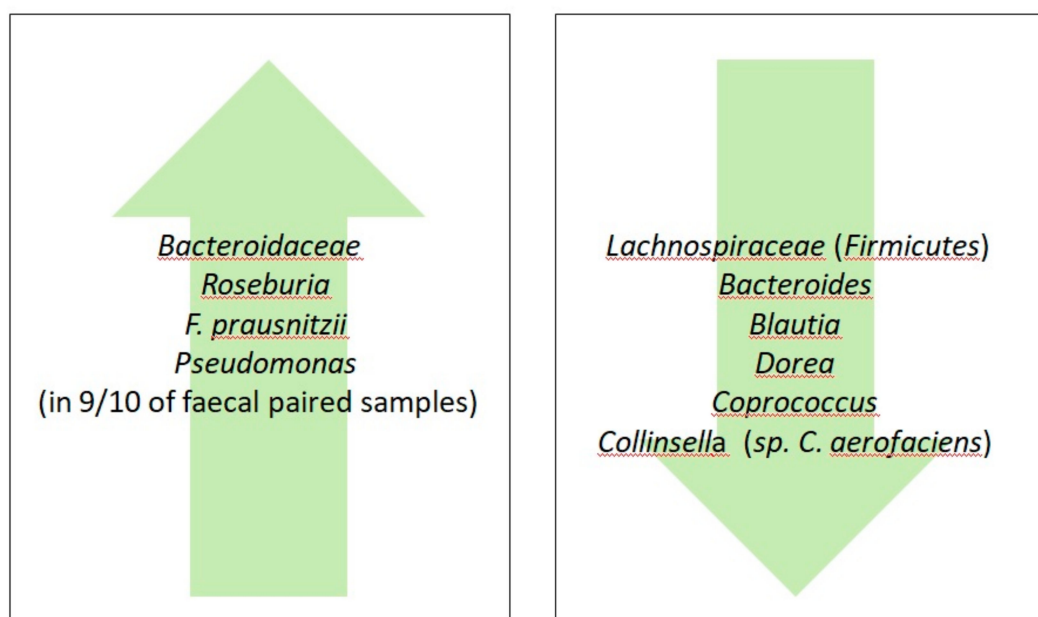 Bacteroidaceae
Roseburia
F. prausnitzii
Pseudomonas
(in 9/10 of faecal paired samples)
Lachnospiraceae (Firmicutes)
Bacteroides
Blautia
Dorea
Coprococcus
Collinsella (sp. C. aerofaciens)